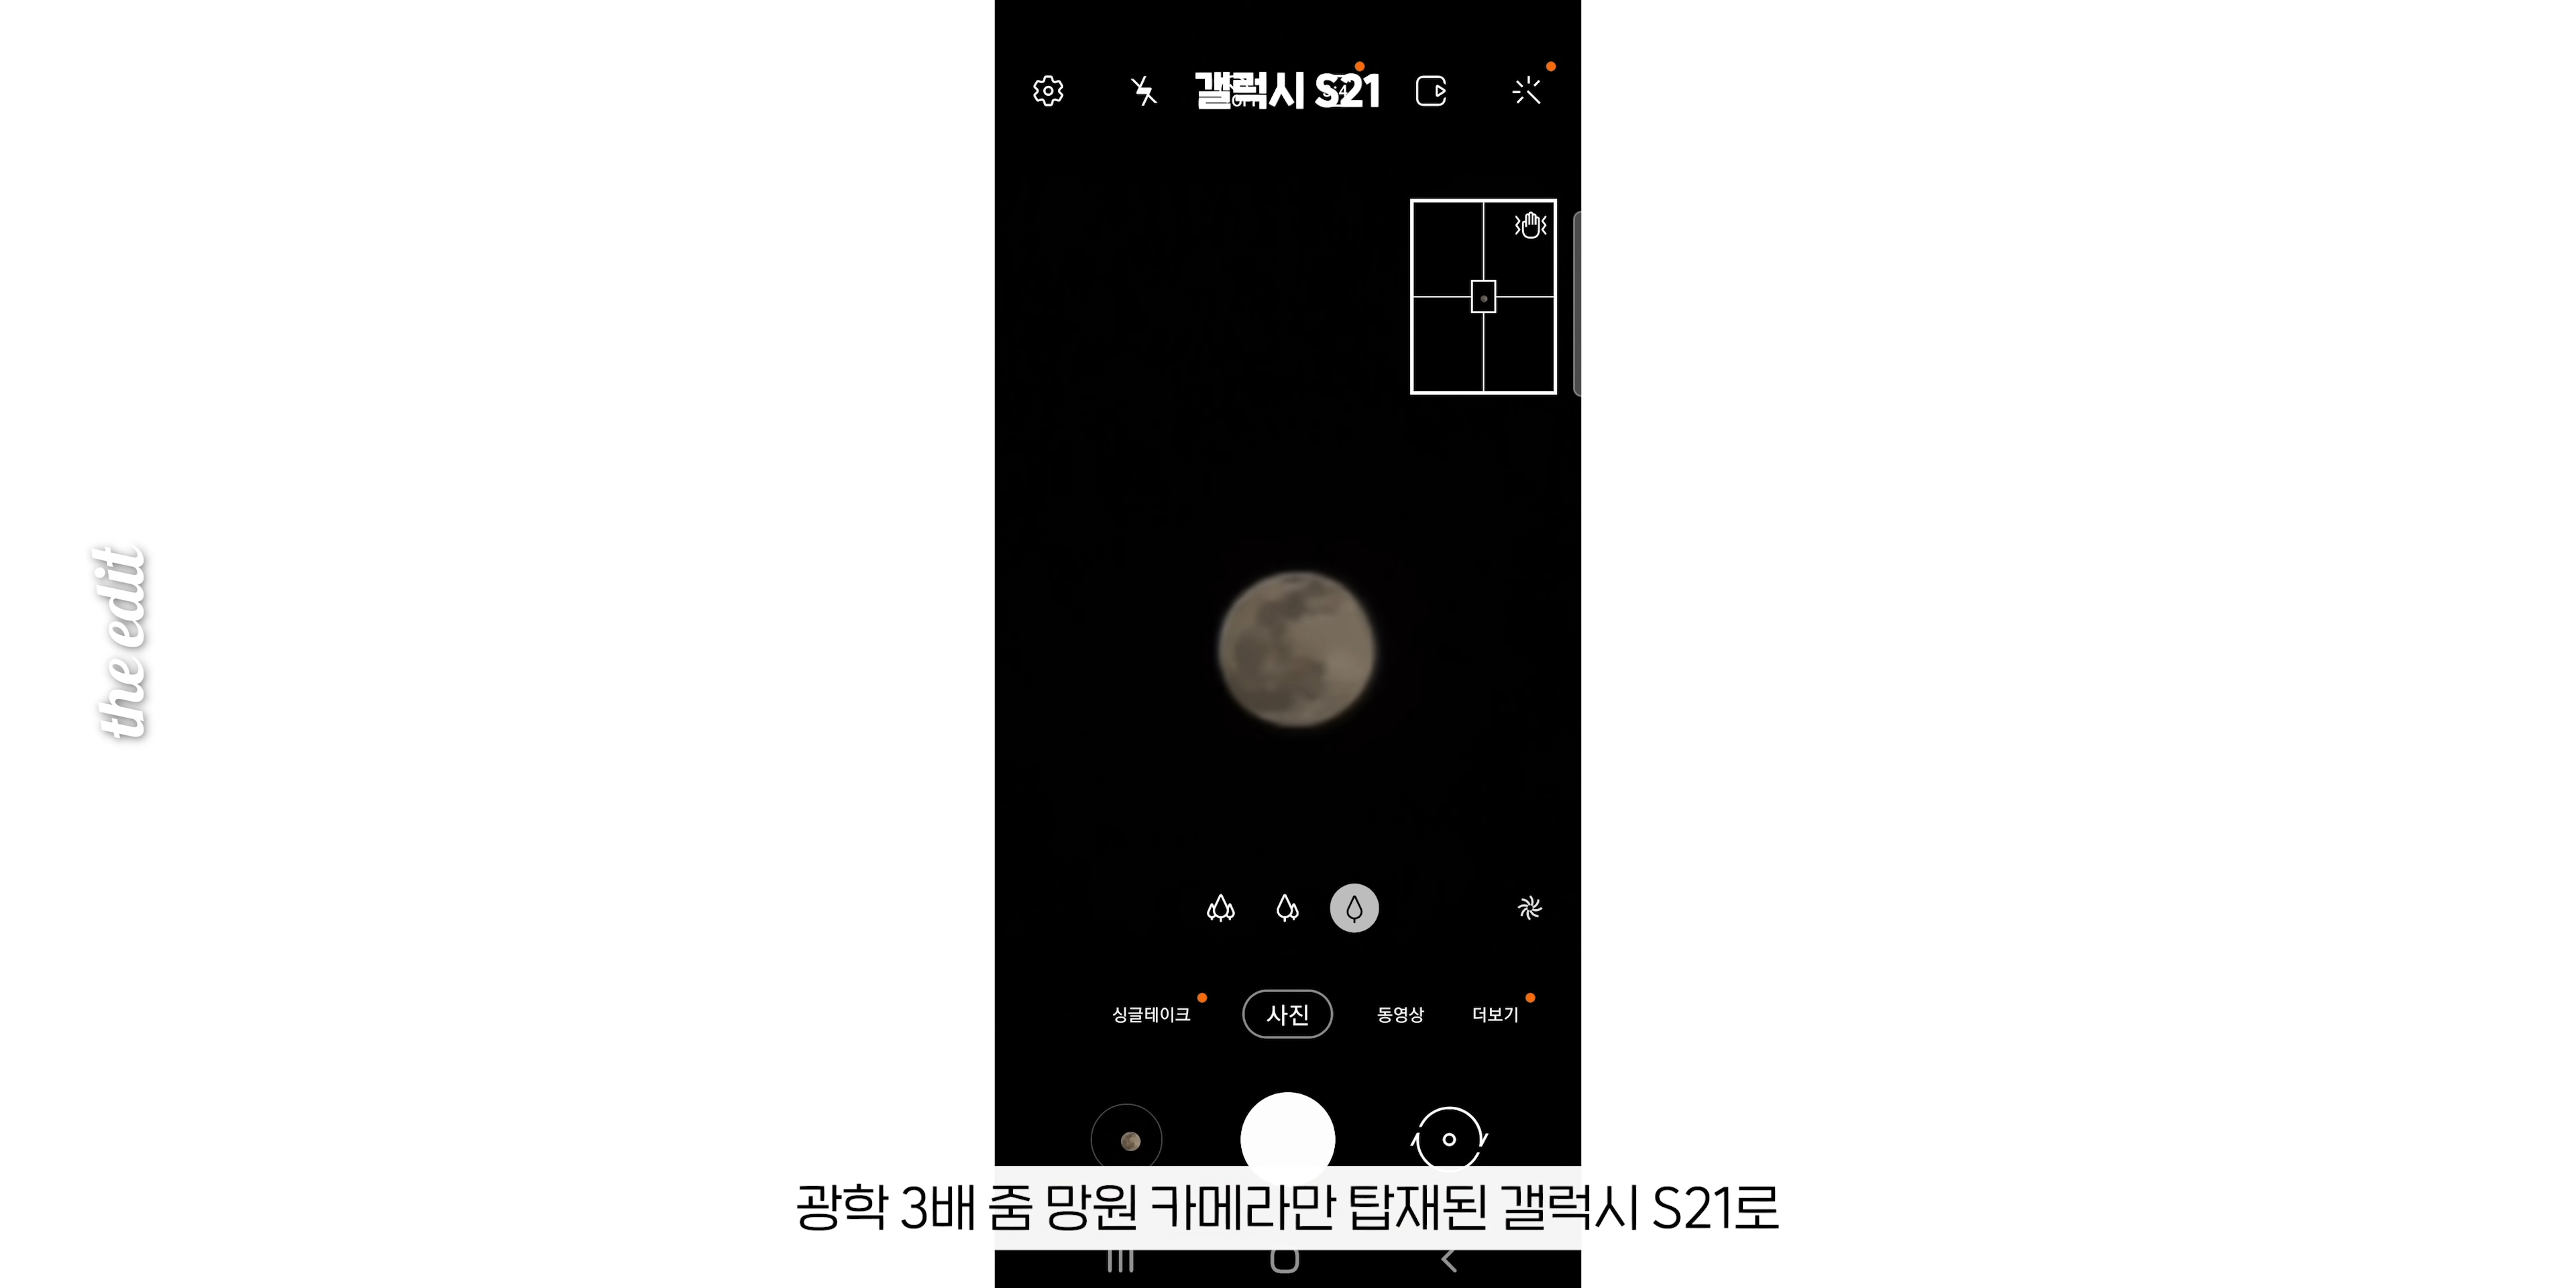 갤럭시 S21
the edit
싱글테이크
사진
동영상
더보기
광학 3배 줌 망원 카메라만 탑재된 갤럭시 S21로